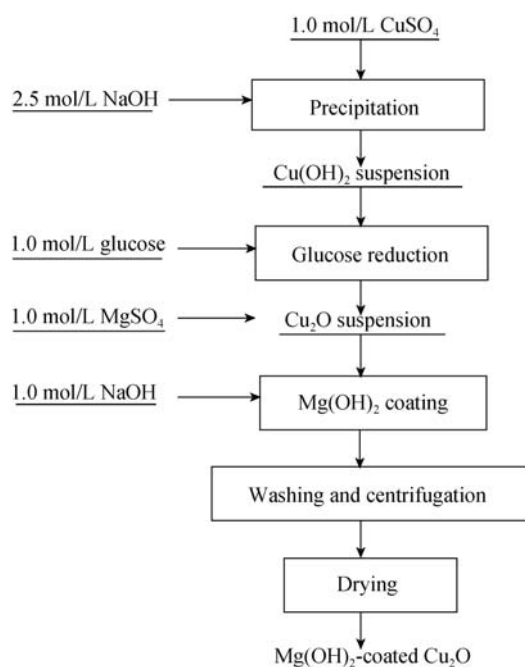 1.0 mol/L CuSO₄
2.5 mol/L NaOH
Precipitation
Cu(OH)₂ suspension
1.0 mol/L glucose
Glucose reduction
1.0 mol/L MgSO₄
Cu₂O suspension
1.0 mol/L NaOH
Mg(OH)₂ coating
Washing and centrifugation
Drying
Mg(OH)₂-coated Cu₂O